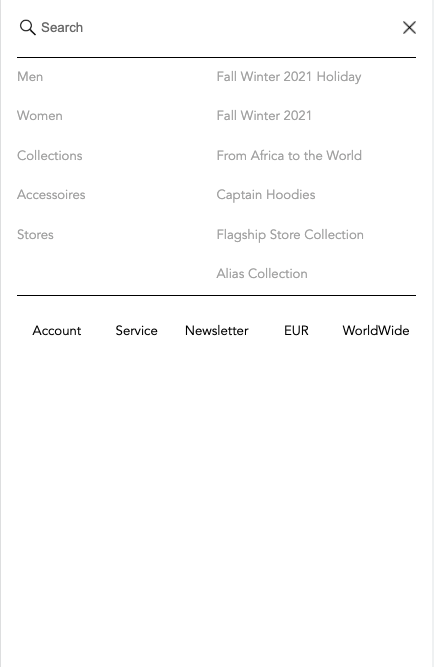 Search
Men
Women
Collections
Accessoires
Stores
Fall Winter 2021 Holiday
Fall Winter 2021
From Africa to the World
Captain Hoodies
Flagship Store Collection
Alias Collection
Account Service Newsletter EUR WorldWide